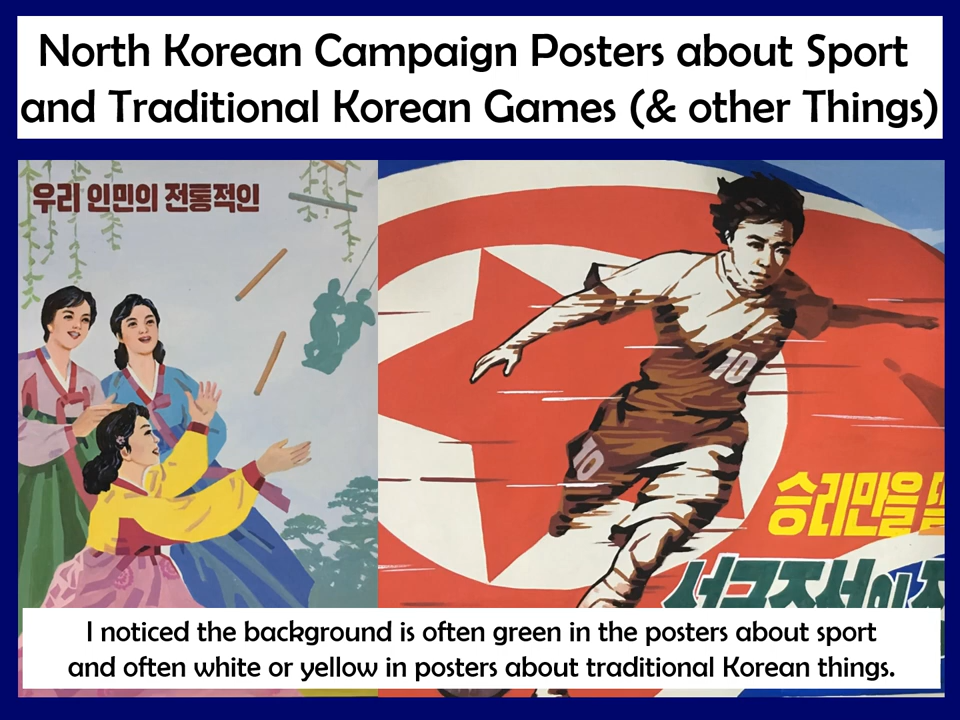 North Korean Campaign Posters about Sport
and Traditional Korean Games (& other Things)
우리 인민의 전통적인
10
10
승리만을
I noticed the background is often green in the posters about sport
and often white or yellow in posters about traditional Korean things.